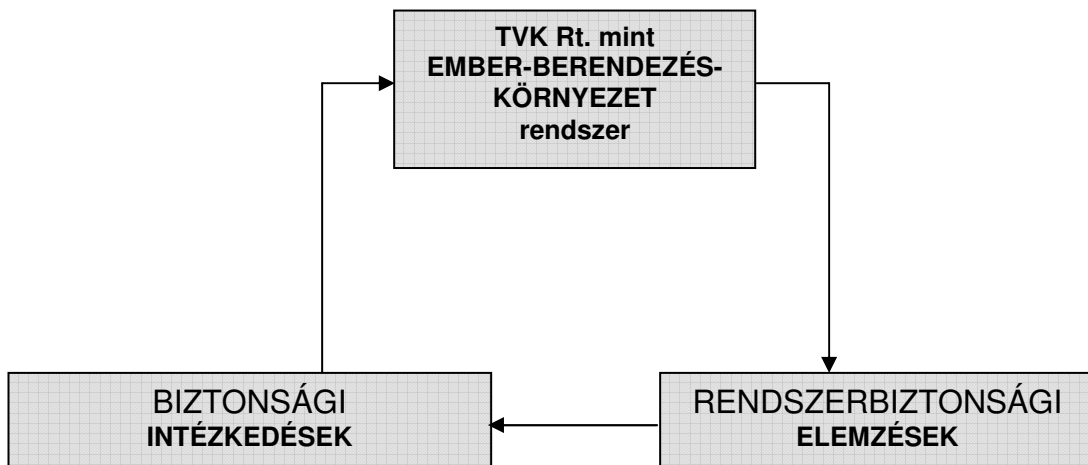 TVK Rt. mint
EMBER-BERENDEZÉS-
KÖRNYEZET
rendszer
BIZTONSÁGI
INTÉZKEDÉSEK
RENDSZERBIZTONSÁGI
ELEMZÉSEK